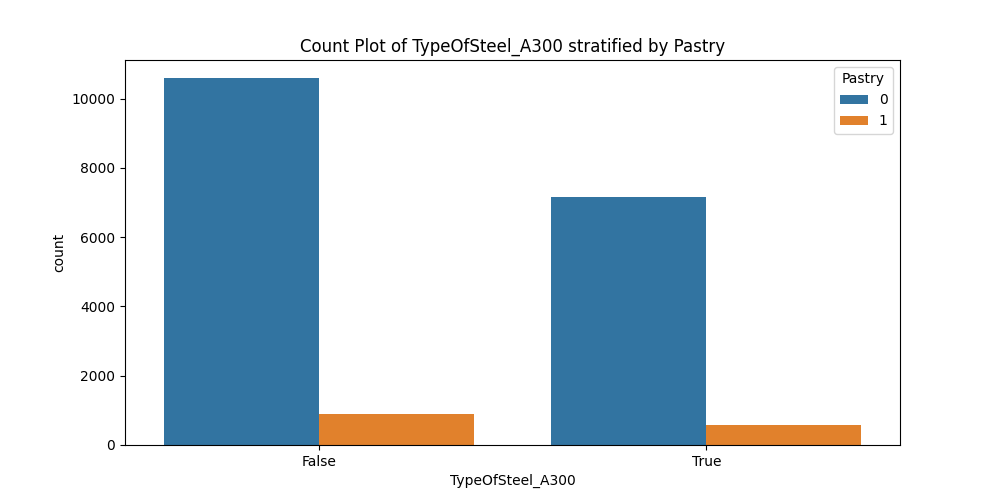 Count Plot of TypeOfSteel_A300 stratified by Pastry
Pastry
0
1
10000
8000
6000
4000
2000
0
count
False
True
TypeOfSteel_A300